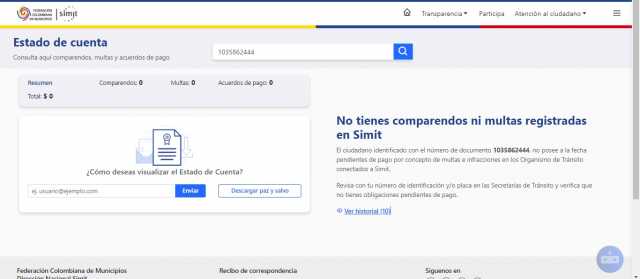 FEDERACIÓN
COLOMBIANA
DE MUNICIPIOS
simit
Transparencia
Participa
Atención al ciudadano
Estado de cuenta
Consulta aquí comparendos, multas y acuerdos de pago
1035862444
Resumen
Comparendos: 0
Multas: 0
Acuerdos de pago: 0
Total: $ 0
¿Cómo deseas visualizar el Estado de Cuenta?
ej. usuario@ejemplo.com
Enviar
Descargar paz y salvo
No tienes comparendos ni multas registradas
en Simit
El ciudadano identificado con el número de documento 1035862444, no posee a la fecha
pendientes de pago por concepto de multas e infracciones en los Organismo de Tránsito
conectados a Simit.
Revisa con tu número de identificación y/o placa en las Secretarías de Tránsito y verifica que
no tienes obligaciones pendientes de pago.
Ver historial (10)
Federación Colombiana de Municipios
Dirección Nacional Simit
Recibo de correspondencia
Síguenos en